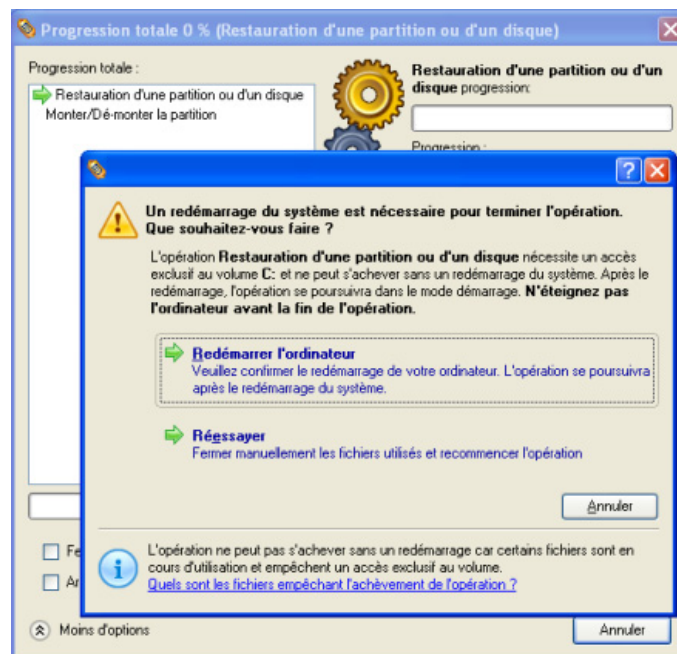 Progression totale 0 % (Restauration d'une partition ou d'un disque)
Progression totale :
Restauration d'une partition ou d'un disque
Monter/Dé-monter la partition
Restauration d'une partition ou d'un
disque progression:
Progression :
Un redémarrage du système est nécessaire pour terminer l'opération.
Que souhaitez-vous faire ?
L'opération Restauration d'une partition ou d'un disque nécessite un accès
exclusif au volume C: et ne peut s'achever sans un redémarrage du système. Après le
redémarrage, l'opération se poursuivra dans le mode démarrage. N'éteignez pas
l'ordinateur avant la fin de l'opération.
Redémarrer l'ordinateur
Veuillez confirmer le redémarrage de votre ordinateur. L'opération se poursuivra
après le redémarrage du système.
Réessayer
Fermer manuellement les fichiers utilisés et recommencer l'opération
Annuler
Fe
L'opération ne peut pas s'achever sans un redémarrage car certains fichiers sont en
cours d'utilisation et empêchent un accès exclusif au volume.
Ar
Quels sont les fichiers empêchant l'achèvement de l'opération ?
Moins d'options
Annuler